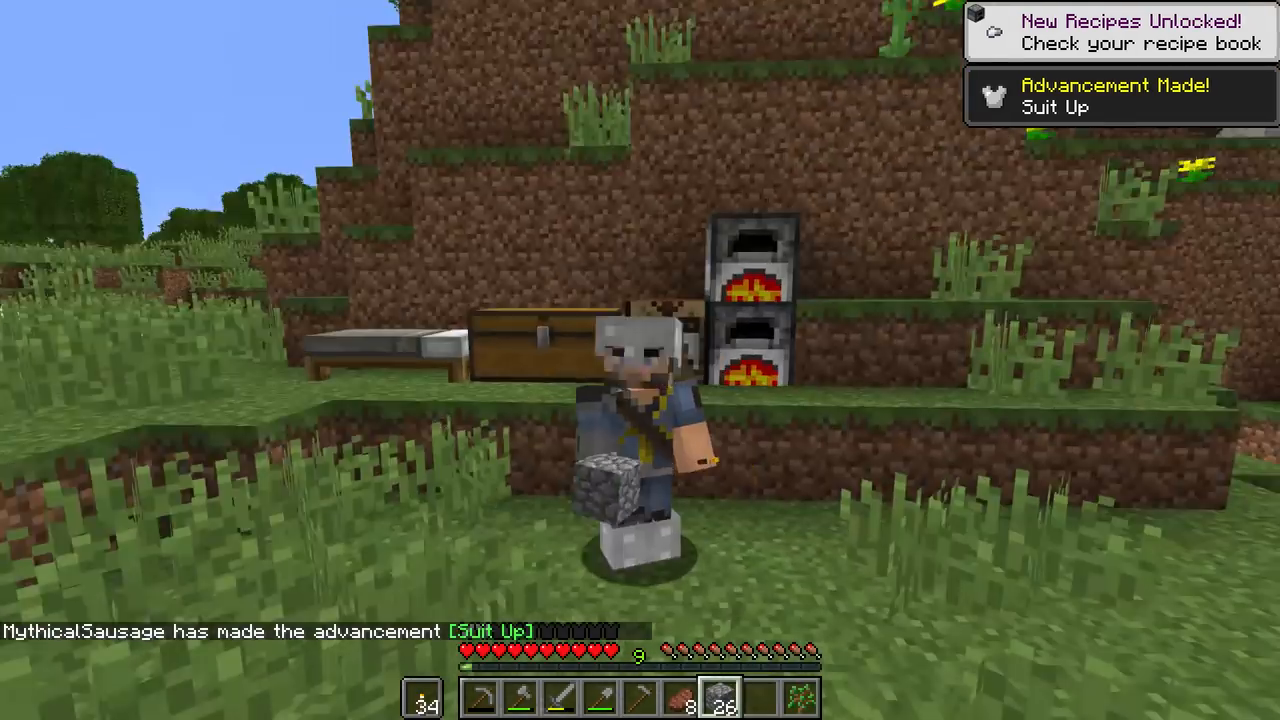 New Recipes Unlocked!
Check your recipe book
Advancement Made!
Suit Up
MythicalSausage has made the advancement [Suit Up]
9
34
8
26